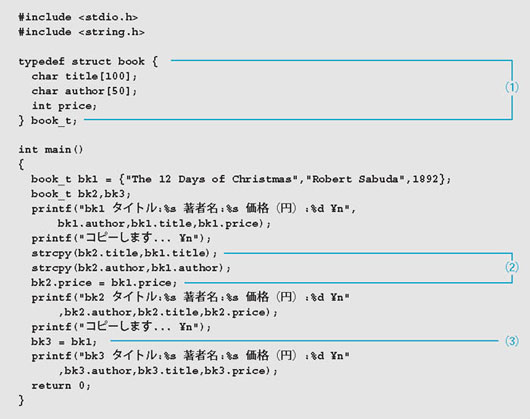 #include <stdio.h>
#include <string.h>
typedef struct book {
char title[100];
char author[50];
int price;
} book_t;
(1)
int main()
{
book_t bk1 = {"The 12 Days of Christmas","Robert Sabuda",1892};
book_t bk2,bk3;
printf("bk1 タイトル:%s 著者名:%s 価格（円）:%d ¥n",
bk1.author,bk1.title,bk1.price);
printf("コピーします... ¥n");
strcpy(bk2.title,bk1.title);
strcpy(bk2.author,bk1.author);
(2)
bk2.price = bk1.price;
printf("bk2 タイトル:%s 著者名:%s 価格（円）:%d ¥n"
,bk2.author,bk2.title,bk2.price);
printf("コピーします... ¥n");
bk3 = bk1;
(3)
printf("bk3 タイトル:%s 著者名:%s 価格（円）:%d ¥n"
,bk3.author,bk3.title,bk3.price);
return 0;
}